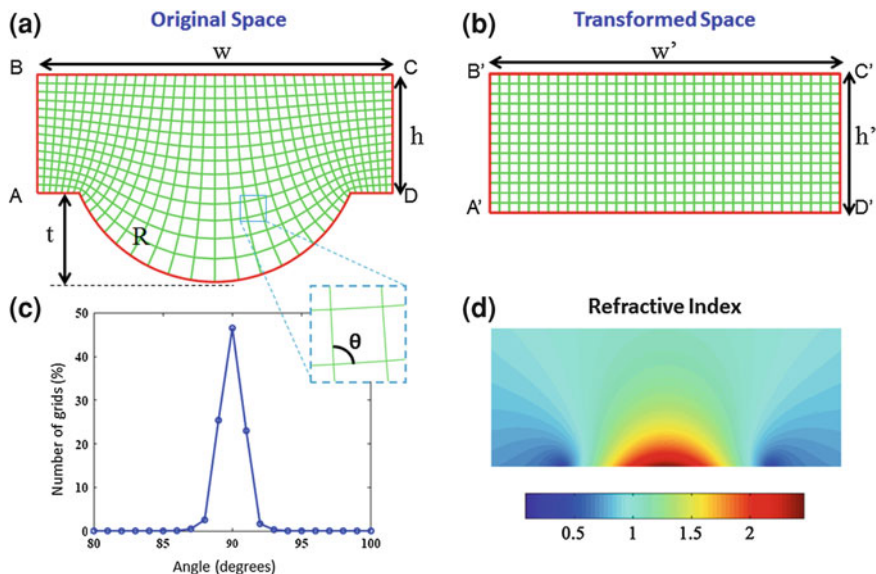 (a) Original Space
w
B C
h
A D
t
R
(b) Transformed Space
w'
B' C'
h'
A' D'
(c)
50
40
30
20
10
0
80 85 90 95 100
Number of grids (%)
Angle (degrees)
θ
(d) Refractive Index
0.5 1 1.5 2